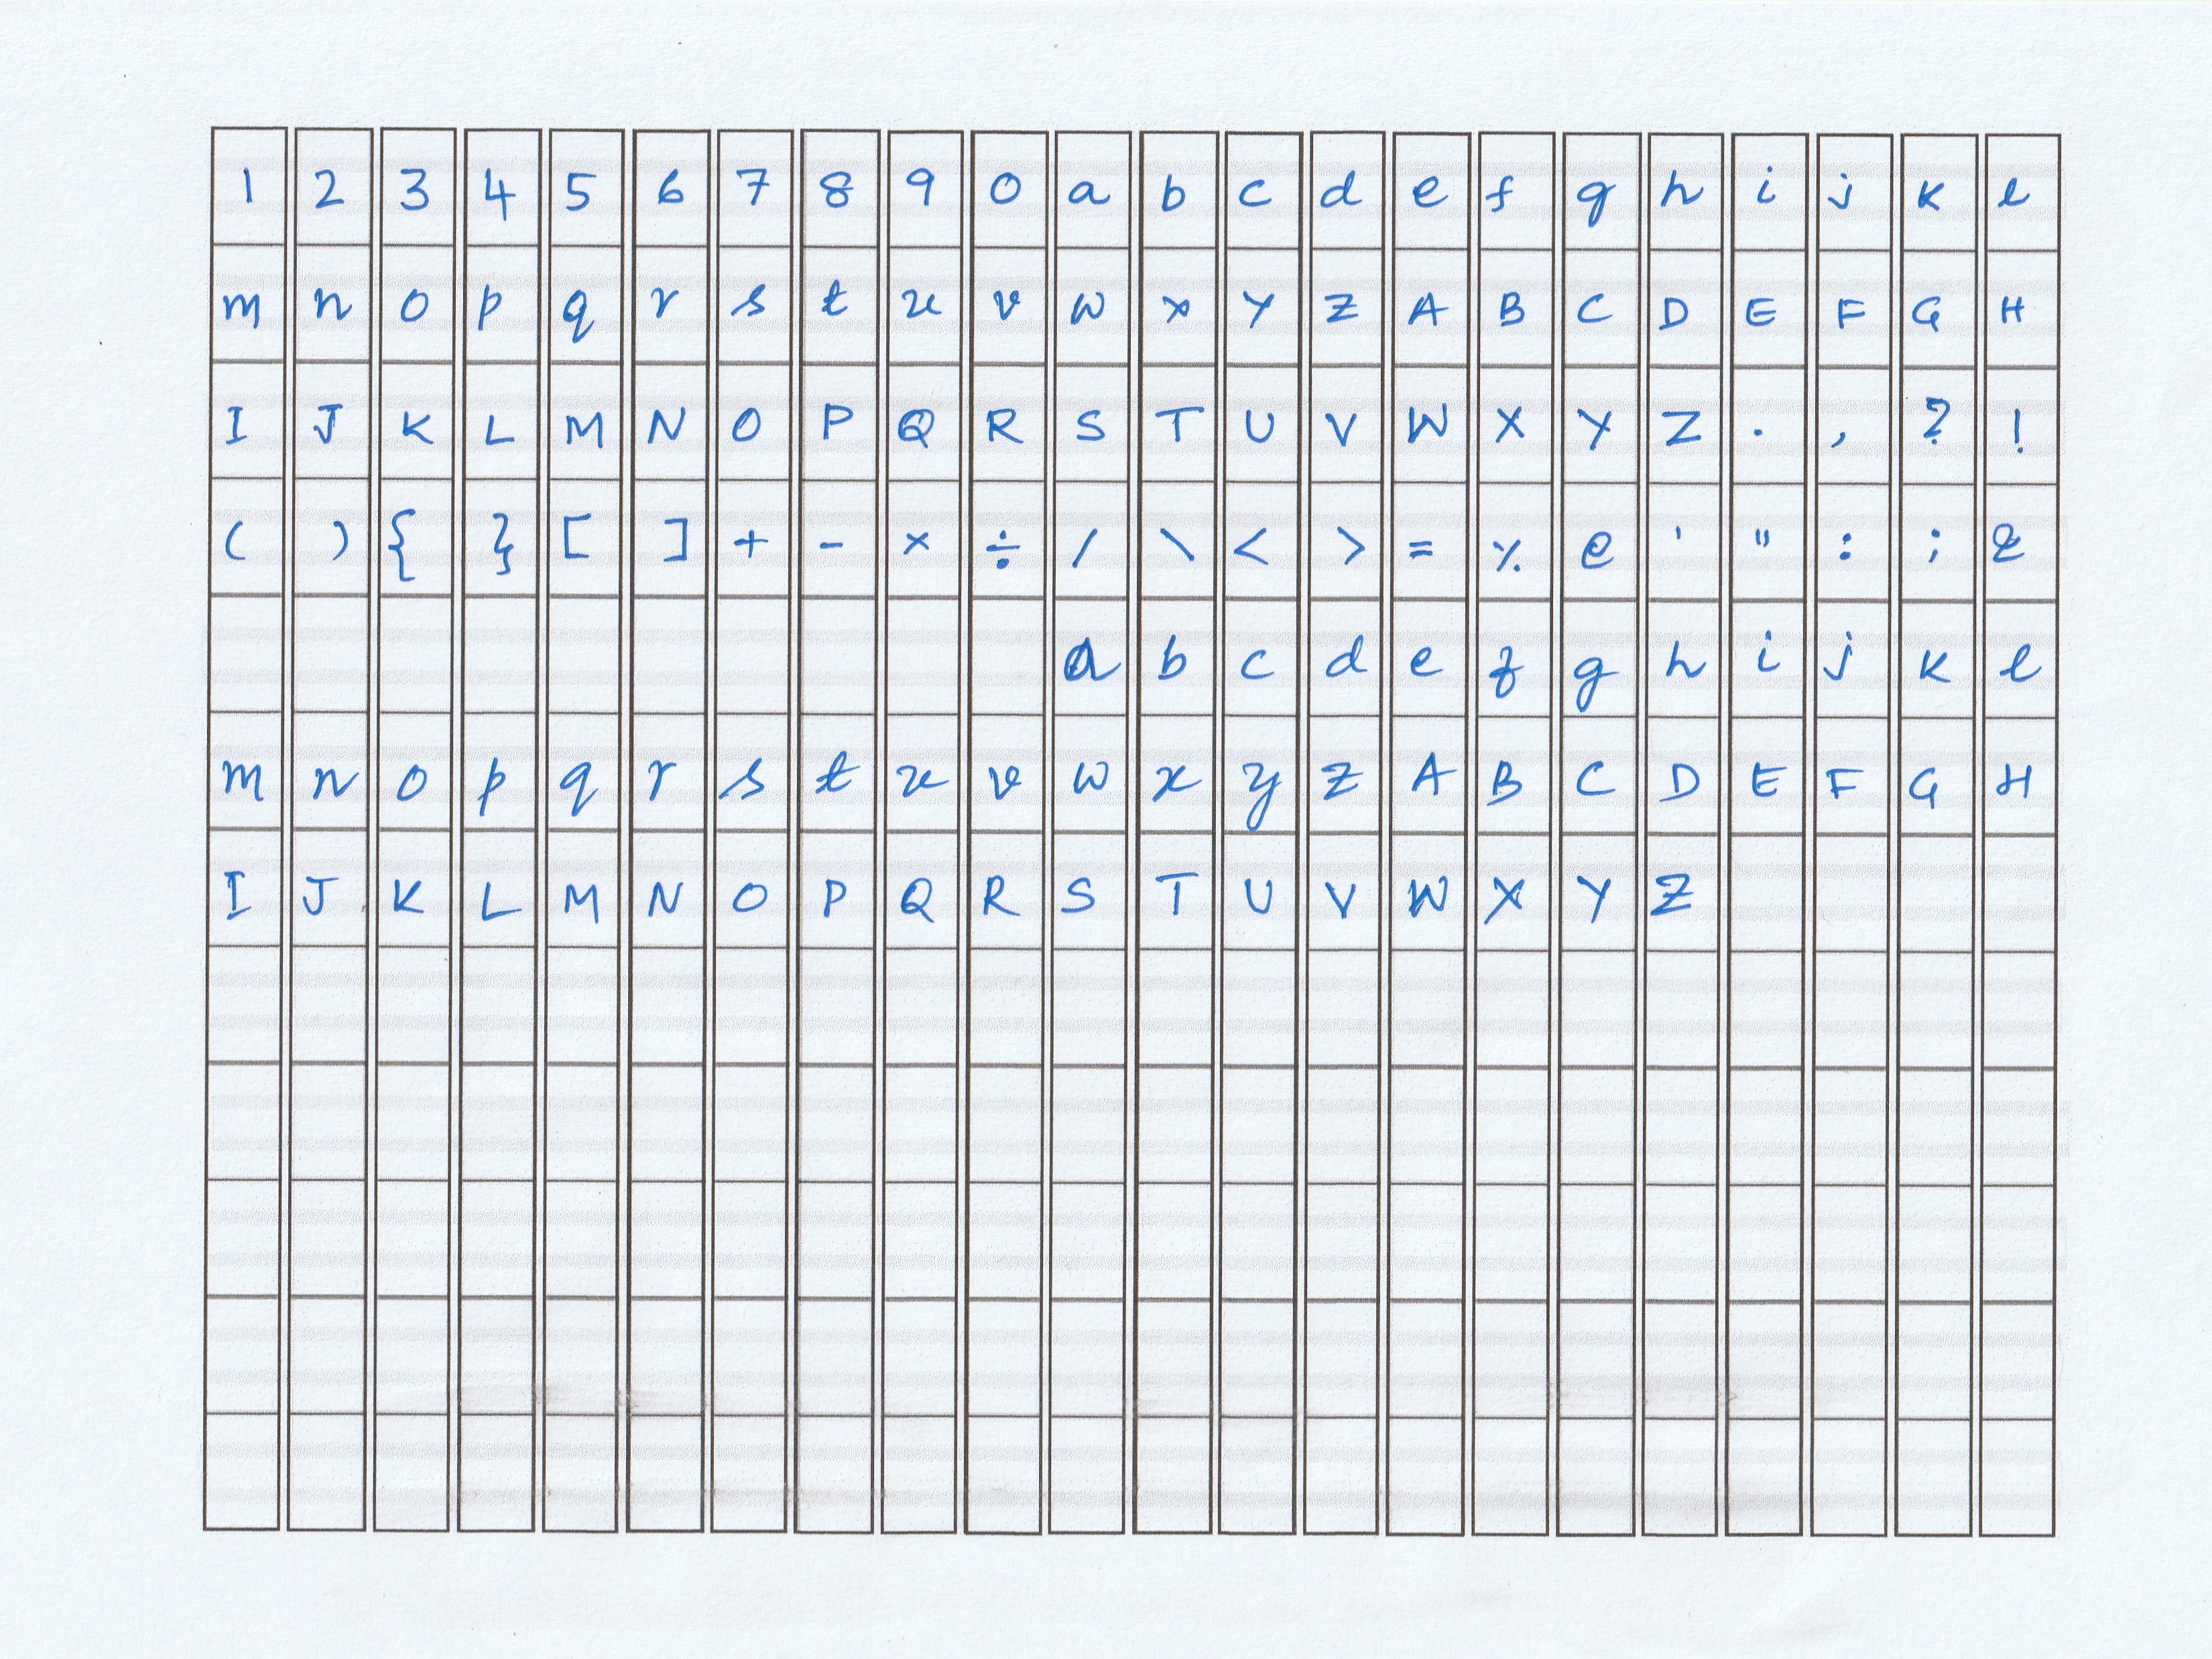 1 2 3 4 5 6 7 8 9 0 a b c d e f g h i j k l
m n o p q r s t u v w x y z A B C D E F G H
I J K L M N O P Q R S T U V W X Y Z . , ? !
( ) { } [ ] + - × ÷ / \ < > = % @ ' " : ; &
a b c d e f g h i j k l
m n o p q r s t u v w x y z A B C D E F G H
I J K L M N O P Q R S T U V W X Y Z